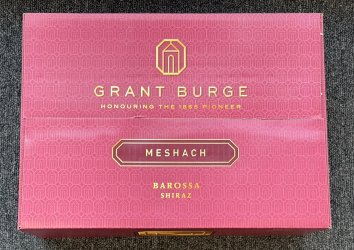 GRANT BURGE
HONOURING THE 1865 PIONEER
MESHACH
BAROSSA
SHIRAZ